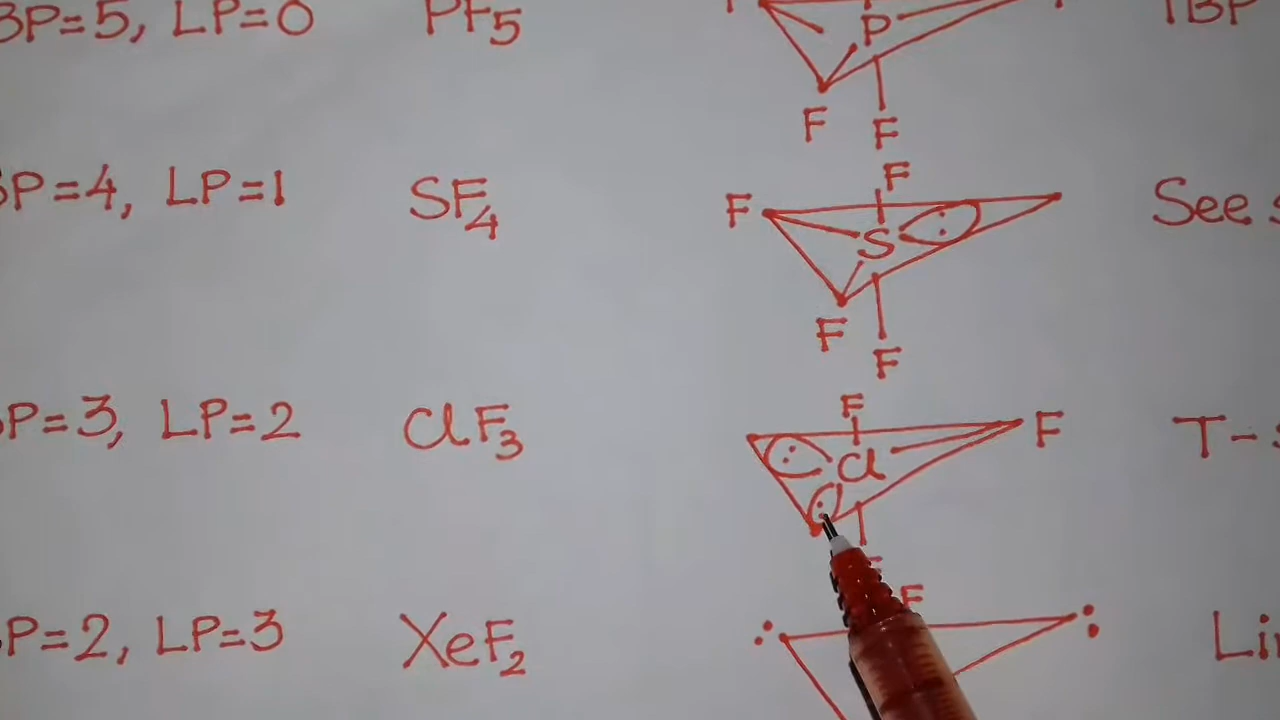 BP=5, LP=0 PF5 P TBP
F F
F
P=4, LP=1 SF4 F S See
F F
F
P=3, LP=2 ClF3 Cl F T-
F
P=2, LP=3 XeF2 Li